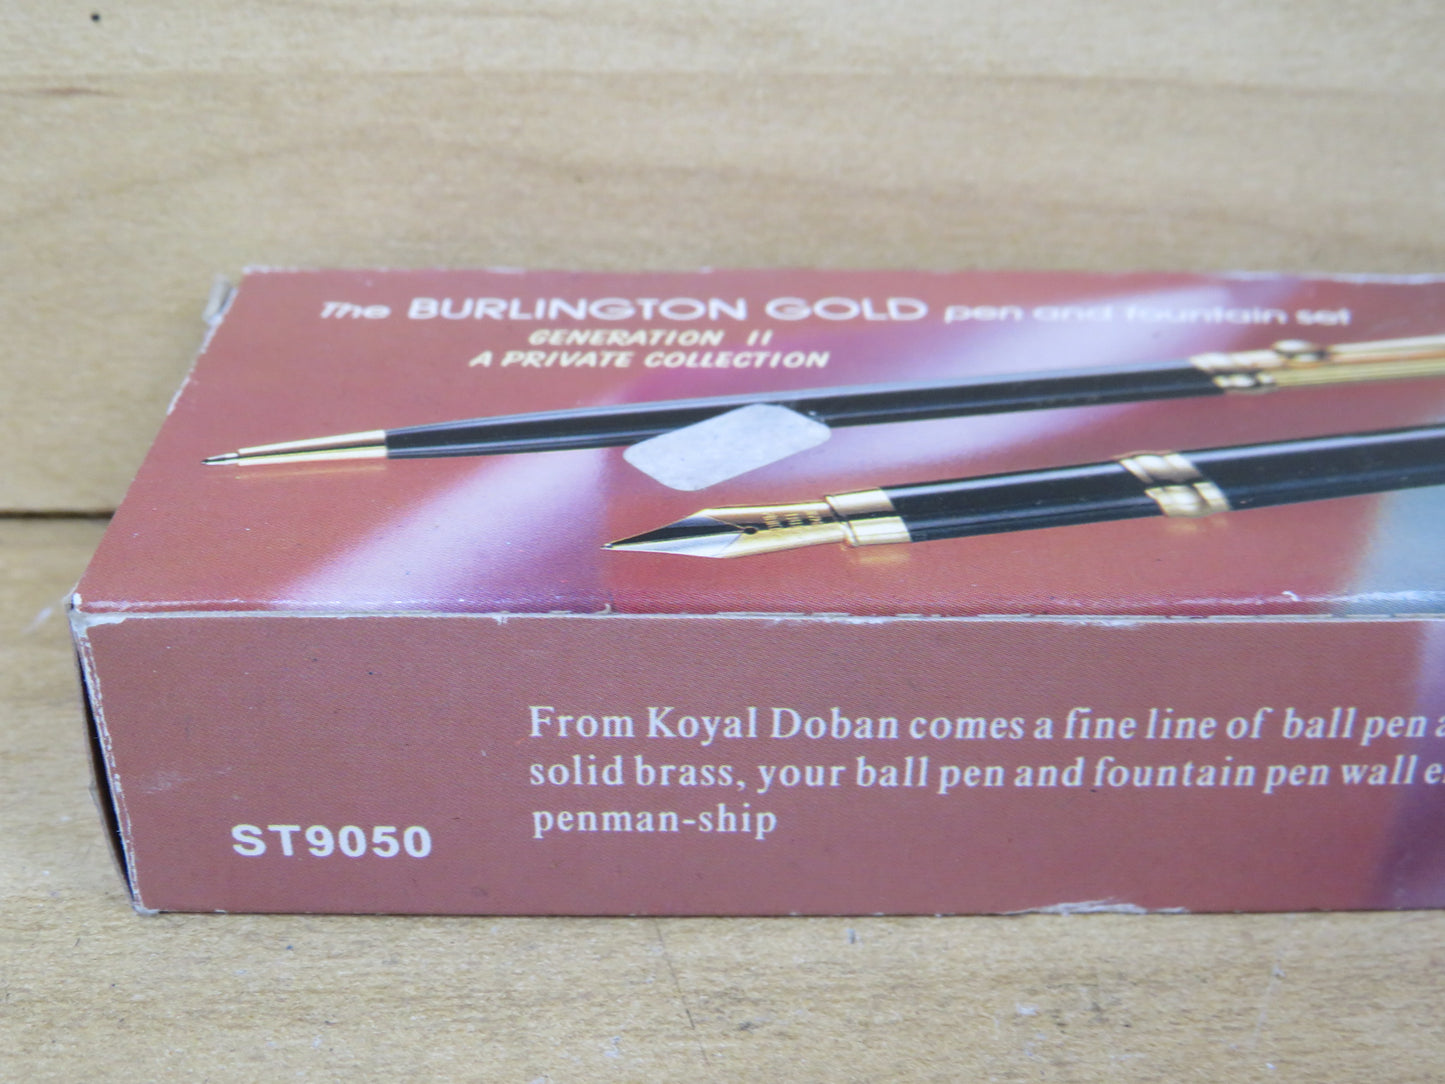 The BURLINGTON GOLD pen and fountain set
GENERATION II
A PRIVATE COLLECTION
From Koyal Doban comes a fine line of ball pen
solid brass, your ball pen and fountain pen wall
penman-ship
ST9050